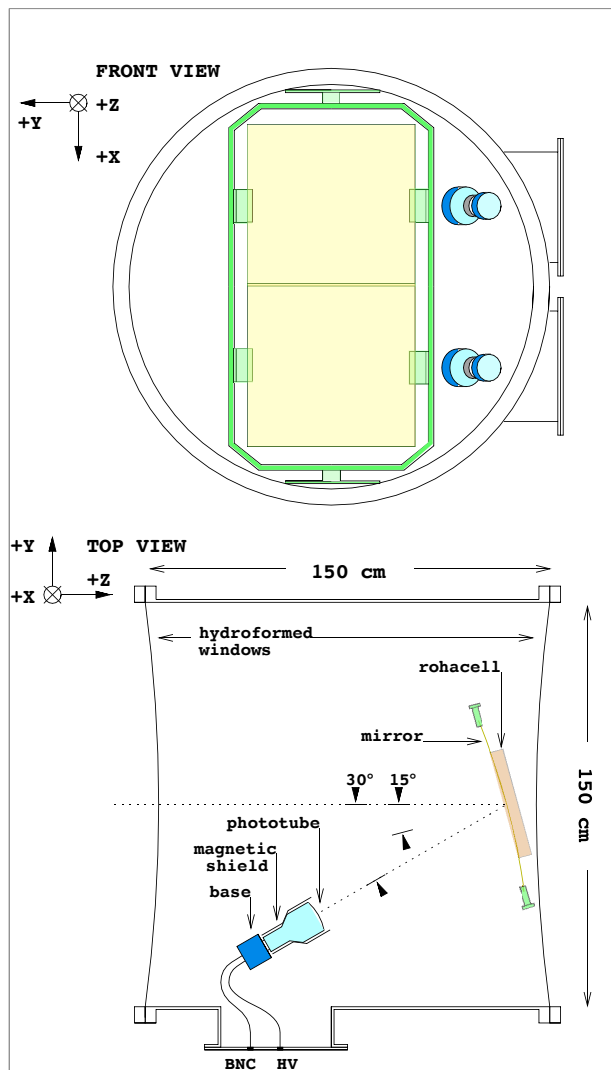 FRONT VIEW
+Z
+Y
+X
+Y
TOP VIEW
+Z
+X
150 cm
hydroformed
windows
rohacell
mirror
30°
15°
150 cm
phototube
magnetic
shield
base
BNC
HV